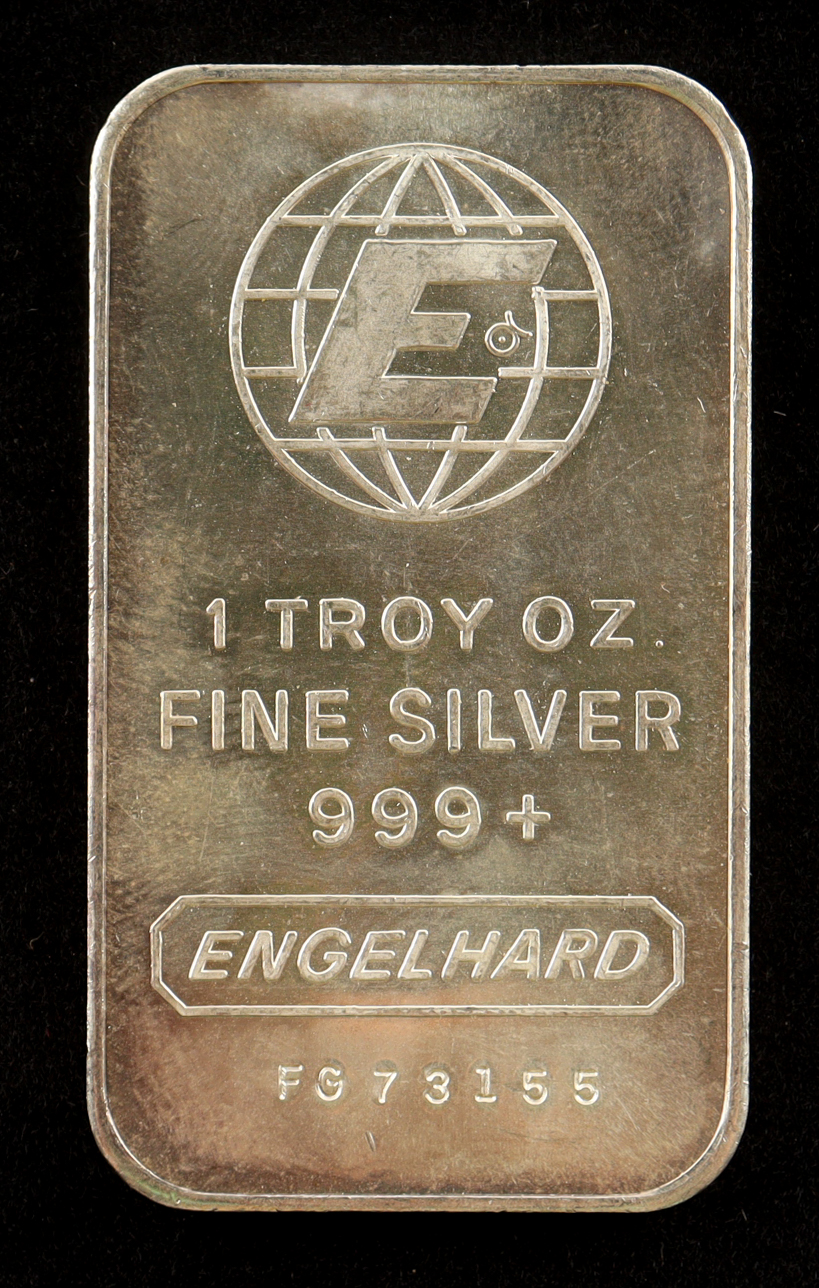 E
1 TROY OZ.
FINE SILVER
999+
ENGELHARD
FG73155